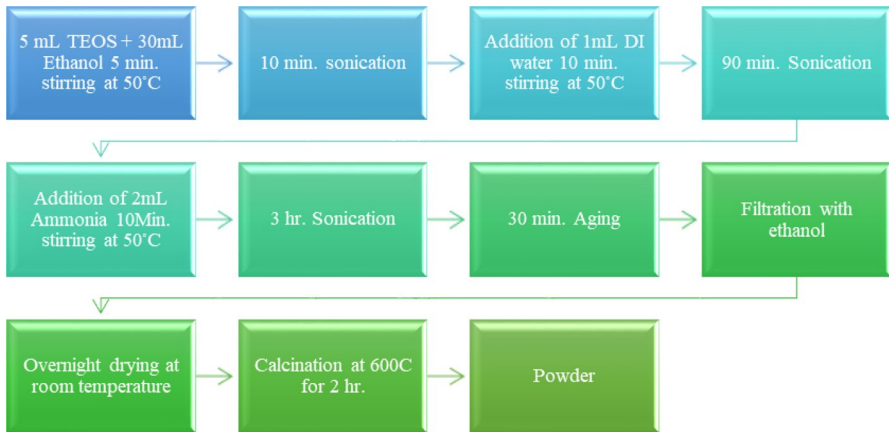 5 mL TEOS + 30mL
Ethanol 5 min.
stirring at 50˚C
10 min. sonication
Addition of 1mL DI
water 10 min.
stirring at 50˚C
90 min. Sonication
Addition of 2mL
Ammonia 10Min.
stirring at 50˚C
3 hr. Sonication
30 min. Aging
Filtration with
ethanol
Overnight drying at
room temperature
Calcination at 600C
for 2 hr.
Powder